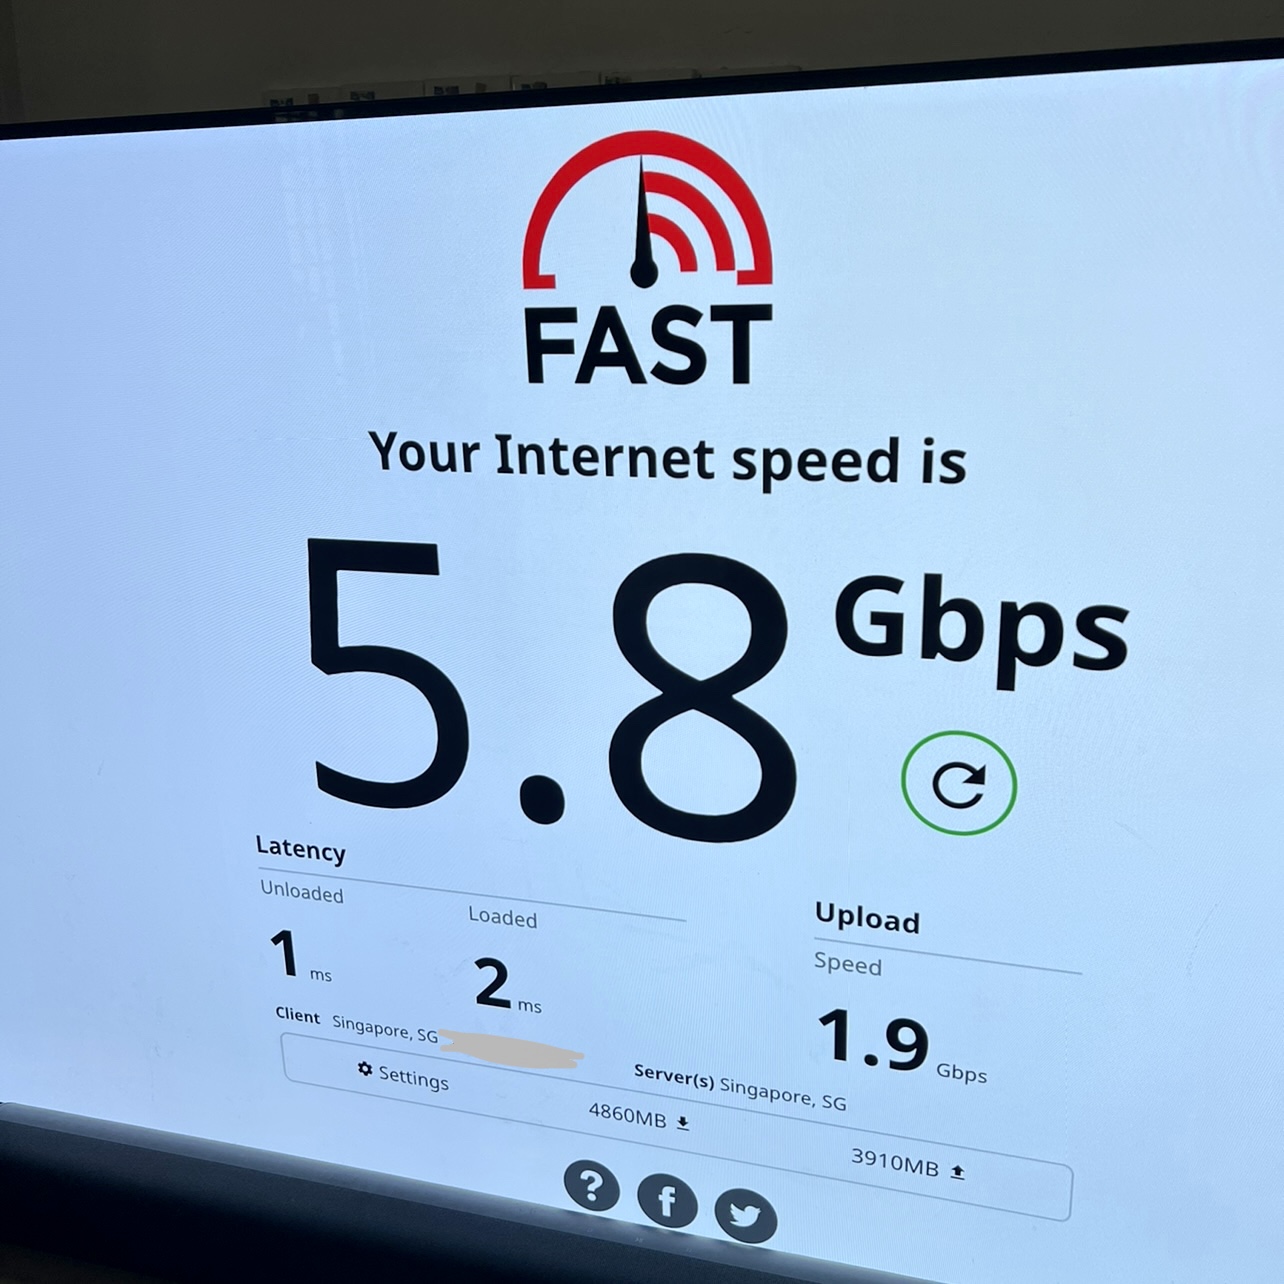 FAST
Your Internet speed is
5.8 Gbps
Latency
Unloaded
Loaded
1 ms
2 ms
Upload
Speed
1.9 Gbps
Client Singapore, SG
Server(s) Singapore, SG
Settings
4860MB
3910MB
?
f